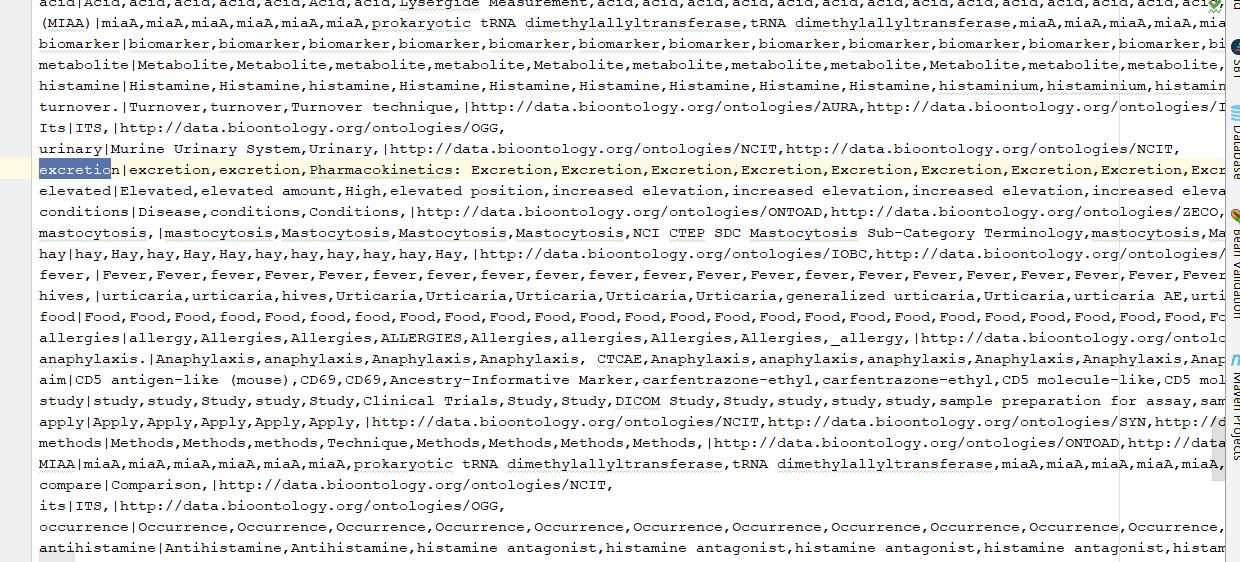 acid|Acid,acid,acid,acid,acid,acid,Acid,acid,Lysergide Measurement,acid,acid,acid,acid,acid,acid,acid,acid,acid,acid,acid,acid,acid,
(MIAA)|miaA,miaA,miaA,miaA,miaA,miaA,prokaryotic tRNA dimethylallyltransferase,tRNA dimethylallyltransferase,miaA,miaA,miaA,miaA,mia
biomarker|biomarker,biomarker,biomarker,biomarker,biomarker,biomarker,biomarker,biomarker,biomarker,biomarker,biomarker,biomarker,bi
metabolite|Metabolite,Metabolite,metabolite,metabolite,Metabolite,metabolite,metabolite,metabolite,Metabolite,metabolite,metabolite,
histamine|Histamine,Histamine,histamine,Histamine,Histamine,Histamine,Histamine,Histamine,Histamine,histaminium,histaminium,histamin
turnover.|Turnover,turnover,Turnover technique,|http://data.bioontology.org/ontologies/AURA,http://data.bioontology.org/ontologies/I
Its|ITS,|http://data.bioontology.org/ontologies/OGG,
urinary|Murine Urinary System,Urinary,|http://data.bioontology.org/ontologies/NCIT,http://data.bioontology.org/ontologies/NCIT,
excretion|excretion,excretion,Pharmacokinetics: Excretion,Excretion,Excretion,Excretion,Excretion,Excretion,Excretion,Excretion,Excr
elevated|Elevated,elevated amount,High,elevated position,increased elevation,increased elevation,increased elevation,increased eleva
conditions|Disease,conditions,Conditions,|http://data.bioontology.org/ontologies/ONTOAD,http://data.bioontology.org/ontologies/ZECO,
mastocytosis,|mastocytosis,Mastocytosis,Mastocytosis,Mastocytosis,NCI CTEP SDC Mastocytosis Sub-Category Terminology,mastocytosis,Ma
hay|hay,Hay,hay,Hay,Hay,hay,hay,hay,hay,hay,Hay,|http://data.bioontology.org/ontologies/IOBC,http://data.bioontology.org/ontologies/
fever,|Fever,Fever,fever,Fever,Fever,fever,fever,fever,fever,fever,fever,Fever,Fever,fever,Fever,Fever,Fever,Fever,Fever,Fever,Fever
hives,|urticaria,urticaria,hives,Urticaria,Urticaria,Urticaria,Urticaria,Urticaria,generalized urticaria,Urticaria,urticaria AE,urti
food|Food,Food,Food,food,Food,food,food,Food,Food,Food,Food,Food,Food,Food,Food,Food,Food,Food,Food,Food,Food,Food,Food,Food,Food,Fo
allergies|allergy,Allergies,Allergies,ALLERGIES,Allergies,allergies,Allergies,Allergies,_allergy,|http://data.bioontology.org/ontolo
anaphylaxis.|Anaphylaxis,anaphylaxis,Anaphylaxis,Anaphylaxis, CTCAE,Anaphylaxis,anaphylaxis,anaphylaxis,Anaphylaxis,Anaphylaxis,Anap
aim|CD5 antigen-like (mouse),CD69,CD69,Ancestry-Informative Marker,carfentrazone-ethyl,carfentrazone-ethyl,CD5 molecule-like,CD5 mol
study|study,study,Study,study,Study,Clinical Trials,Study,Study,DICOM Study,Study,study,study,study,sample preparation for assay,sam
apply|Apply,Apply,Apply,Apply,Apply,|http://data.bioontology.org/ontologies/NCIT,http://data.bioontology.org/ontologies/SYN,http://d
methods|Methods,Methods,methods,Technique,Methods,Methods,Methods,Methods,|http://data.bioontology.org/ontologies/ONTOAD,http://data
MIAA|miaA,miaA,miaA,miaA,miaA,miaA,prokaryotic tRNA dimethylallyltransferase,tRNA dimethylallyltransferase,miaA,miaA,miaA,miaA,miaA,
compare|Comparison,|http://data.bioontology.org/ontologies/NCIT,
its|ITS,|http://data.bioontology.org/ontologies/OGG,
occurrence|Occurrence,Occurrence,Occurrence,Occurrence,Occurrence,Occurrence,Occurrence,Occurrence,Occurrence,Occurrence,Occurrence,
antihistamine|Antihistamine,Antihistamine,histamine antagonist,histamine antagonist,histamine antagonist,histamine antagonist,histam
SBT
Database
Bean Validation
Maven Projects